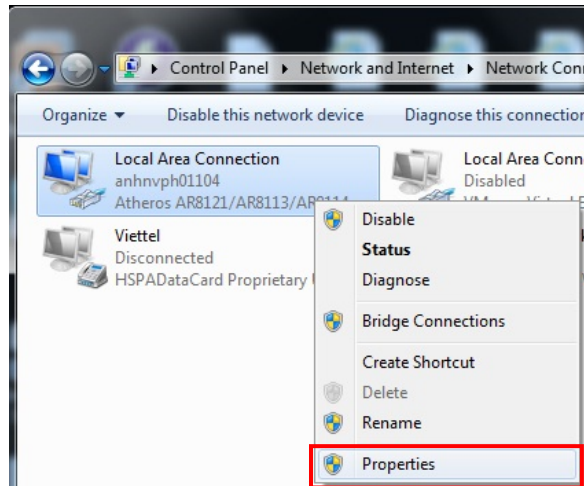 Control Panel Network and Internet Network Con
Organize Disable this network device Diagnose this connection
Local Area Connection
anhnvph01104
Atheros AR8121/AR8113/AR8114
Local Area Conn
Disabled
Viettel
Disconnected
HSPADataCard Proprietary
Disable
Status
Diagnose
Bridge Connections
Create Shortcut
Delete
Rename
Properties